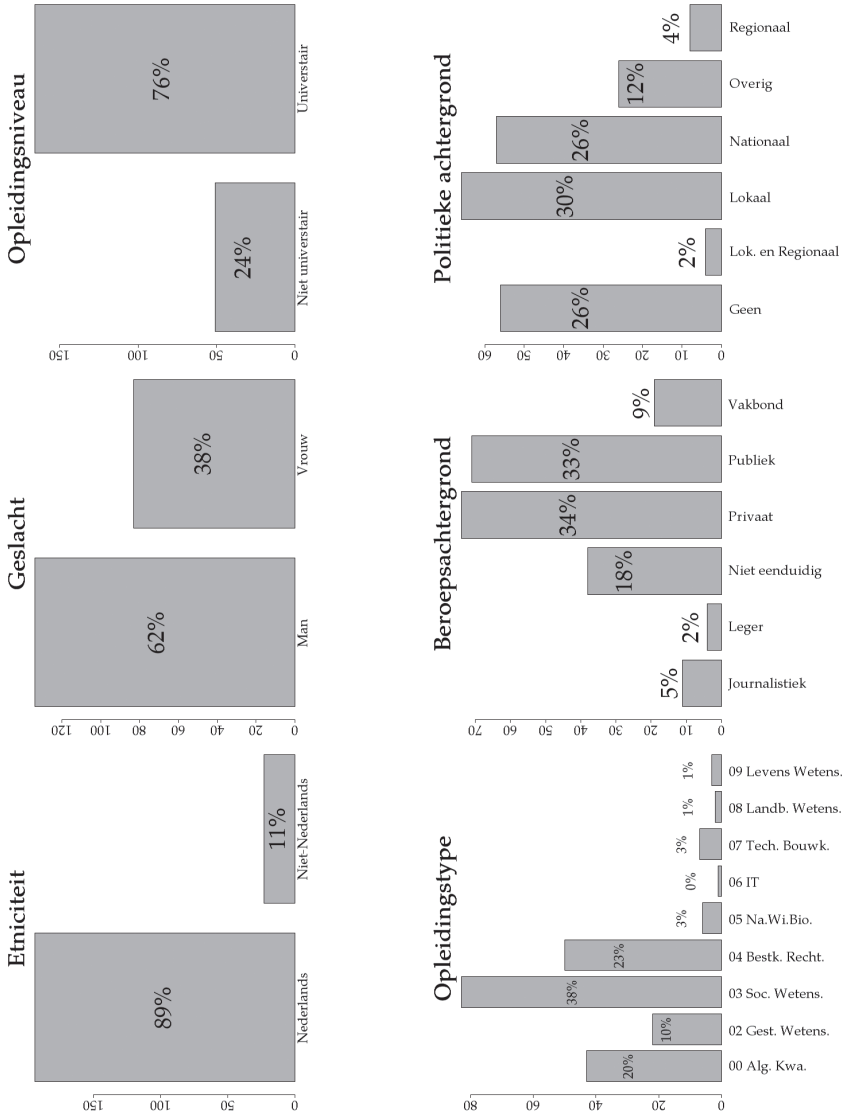 Etniciteit
0
50
100
150
89%
11%
Nederlands
Niet-Nederlands
Geslacht
0
20
40
60
80
100
120
62%
38%
Man
Vrouw
Opleidingsniveau
0
50
100
150
24%
76%
Niet universtair
Universtair
Opleidingstype
0
20
40
60
80
20%
10%
38%
23%
3%
0%
3%
1%
1%
00 Alg. Kwa.
02 Gest. Wetens.
03 Soc. Wetens.
04 Bestk. Recht.
05 Na.Wi.Bio.
06 IT
07 Tech. Bouwk.
08 Landb. Wetens.
09 Levens Wetens.
Beroepsachtergrond
0
10
20
30
40
50
60
70
5%
2%
18%
34%
33%
9%
Journalistiek
Leger
Niet eenduidig
Privaat
Publiek
Vakbond
Politieke achtergrond
0
10
20
30
40
50
60
26%
2%
30%
26%
12%
4%
Geen
Lok. en Regionaal
Lokaal
Nationaal
Overig
Regionaal